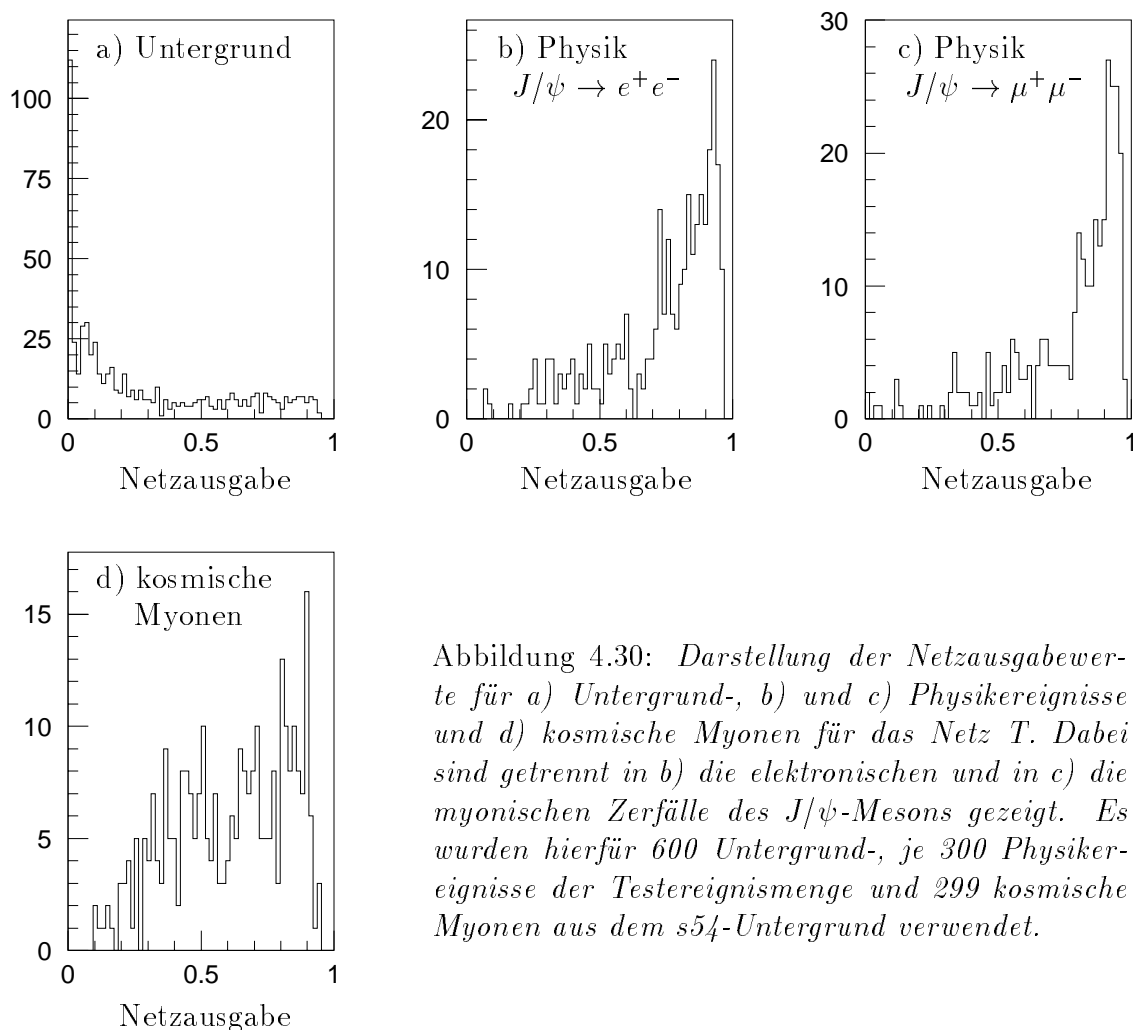 a) Untergrund
100
75
50
25
0
0 0.5 1
Netzausgabe
b) Physik
J/ψ → e⁺e⁻
20
10
0
0 0.5 1
Netzausgabe
c) Physik
J/ψ → μ⁺μ⁻
30
20
10
0
0 0.5 1
Netzausgabe
d) kosmische
Myonen
15
10
5
0
0 0.5 1
Netzausgabe
Abbildung 4.30: Darstellung der Netzausgabewer-
te für a) Untergrund-, b) und c) Physikereignisse
und d) kosmische Myonen für das Netz T. Dabei
sind getrennt in b) die elektronischen und in c) die
myonischen Zerfälle des J/ψ-Mesons gezeigt. Es
wurden hierfür 600 Untergrund-, je 300 Physiker-
eignisse der Testereignismenge und 299 kosmische
Myonen aus dem s54-Untergrund verwendet.